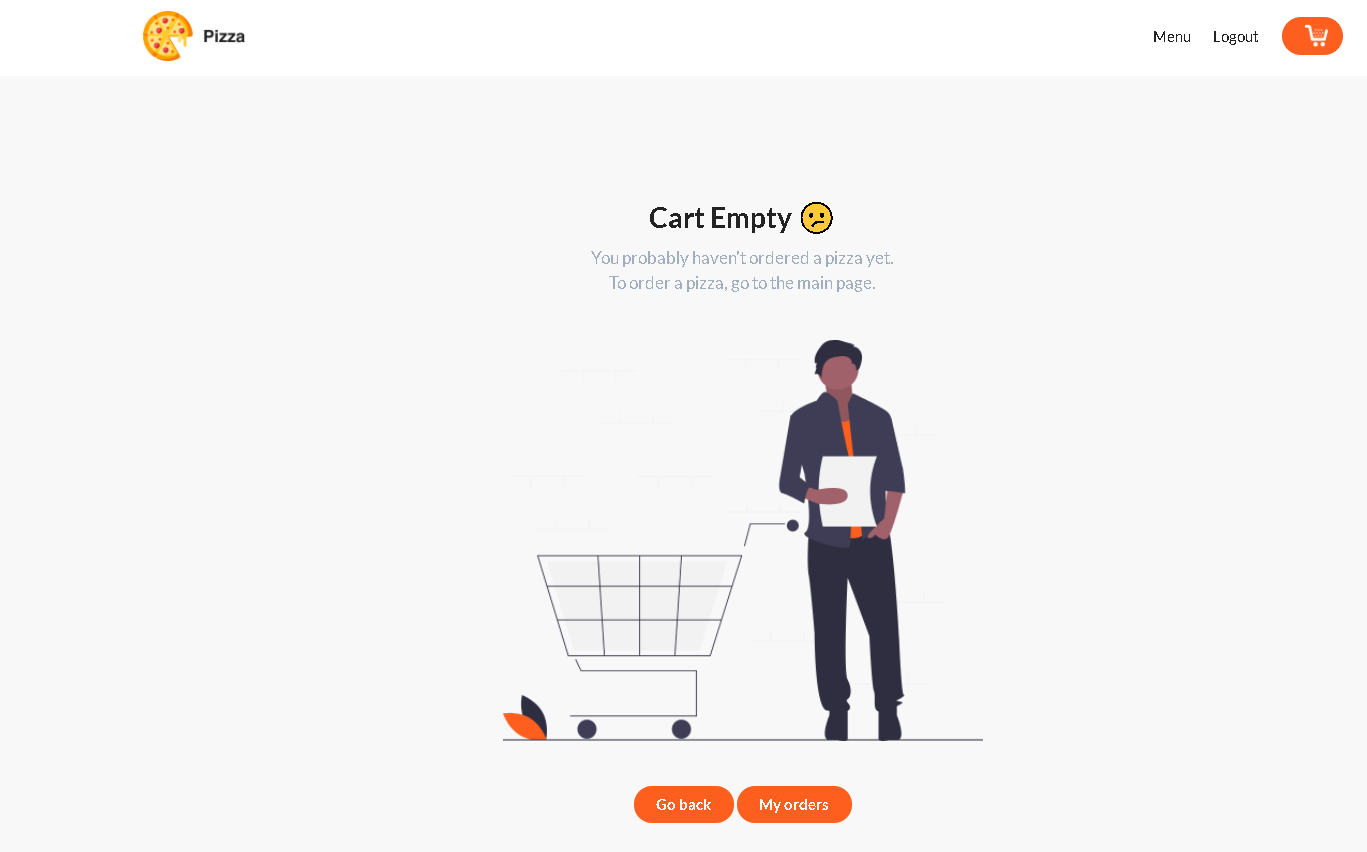 Pizza
Menu
Logout
Cart Empty 😕
You probably haven't ordered a pizza yet.
To order a pizza, go to the main page.
Go back
My orders